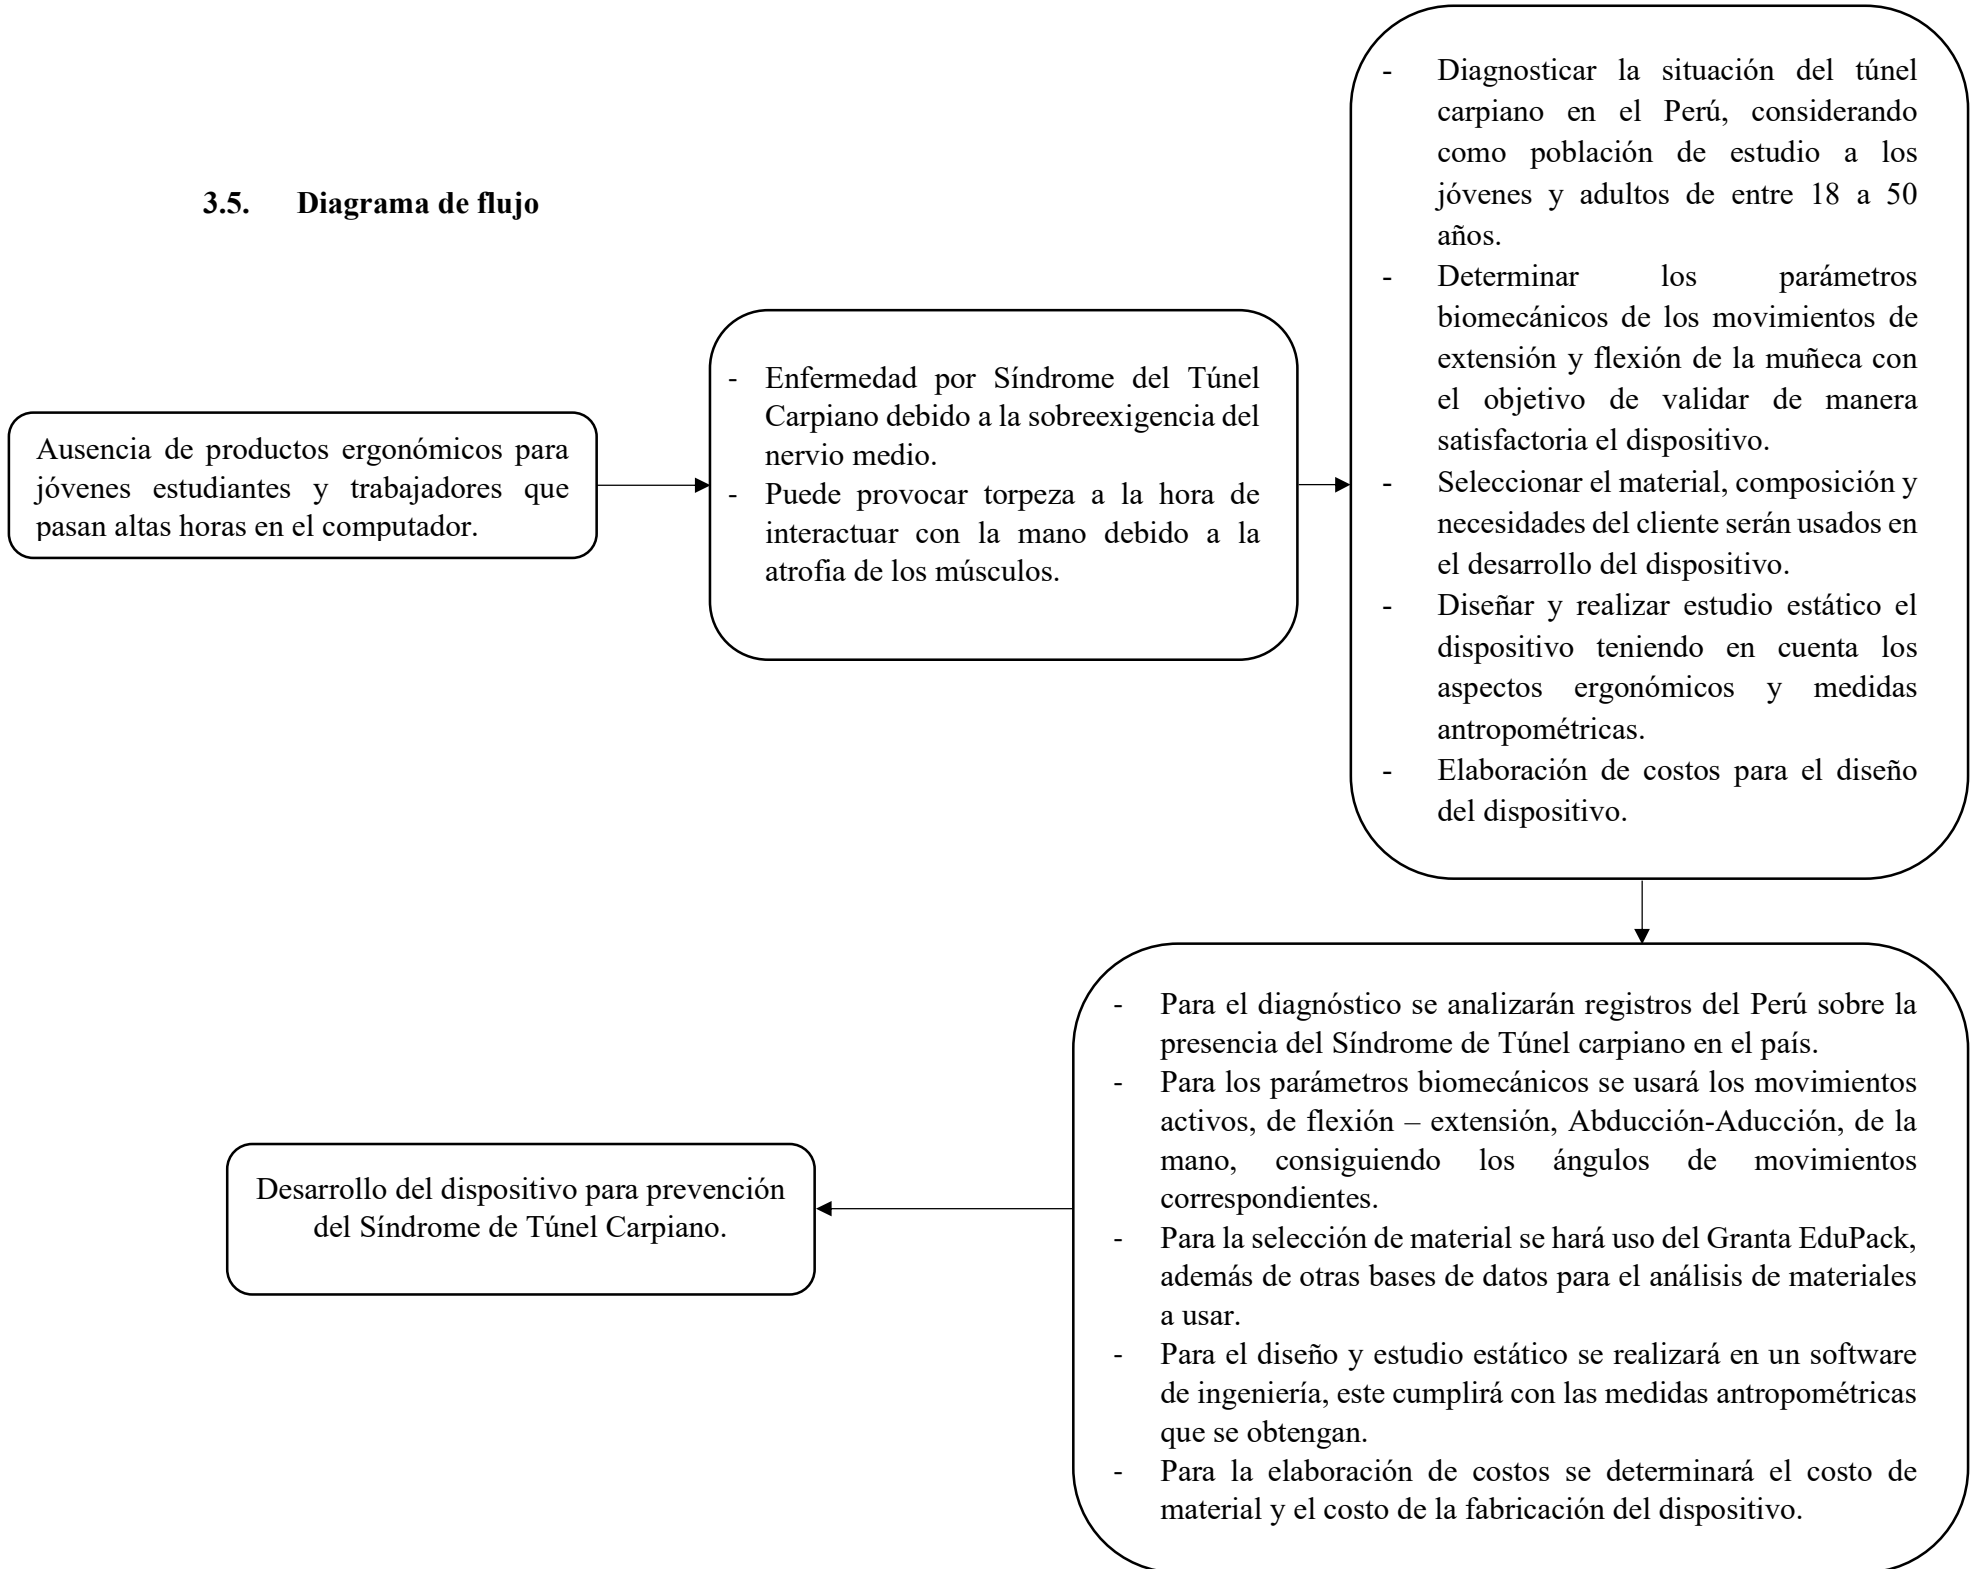 3.5. Diagrama de flujo
Ausencia de productos ergonómicos para
jóvenes estudiantes y trabajadores que
pasan altas horas en el computador.
- Enfermedad por Síndrome del Túnel
Carpiano debido a la sobreexigencia del
nervio medio.
- Puede provocar torpeza a la hora de
interactuar con la mano debido a la
atrofia de los músculos.
- Diagnosticar la situación del túnel
carpiano en el Perú, considerando
como población de estudio a los
jóvenes y adultos de entre 18 a 50
años.
- Determinar los parámetros
biomecánicos de los movimientos de
extensión y flexión de la muñeca con
el objetivo de validar de manera
satisfactoria el dispositivo.
- Seleccionar el material, composición y
necesidades del cliente serán usados en
el desarrollo del dispositivo.
- Diseñar y realizar estudio estático el
dispositivo teniendo en cuenta los
aspectos ergonómicos y medidas
antropométricas.
- Elaboración de costos para el diseño
del dispositivo.
- Para el diagnóstico se analizarán registros del Perú sobre la
presencia del Síndrome de Túnel carpiano en el país.
- Para los parámetros biomecánicos se usará los movimientos
activos, de flexión – extensión, Abducción-Aducción, de la
mano, consiguiendo los ángulos de movimientos
correspondientes.
- Para la selección de material se hará uso del Granta EduPack,
además de otras bases de datos para el análisis de materiales
a usar.
- Para el diseño y estudio estático se realizará en un software
de ingeniería, este cumplirá con las medidas antropométricas
que se obtengan.
- Para la elaboración de costos se determinará el costo de
material y el costo de la fabricación del dispositivo.
Desarrollo del dispositivo para prevención
del Síndrome de Túnel Carpiano.